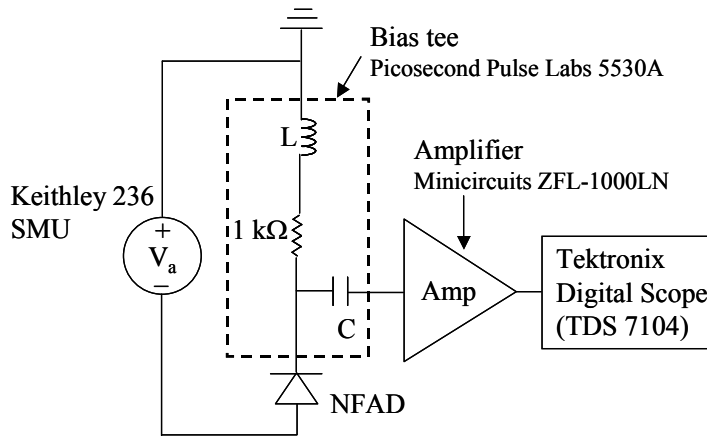 Bias tee
Picosecond Pulse Labs 5530A
L
Amplifier
Minicircuits ZFL-1000LN
Keithley 236
SMU
1 kΩ
+
Va
−
Amp
Tektronix
Digital Scope
(TDS 7104)
C
NFAD